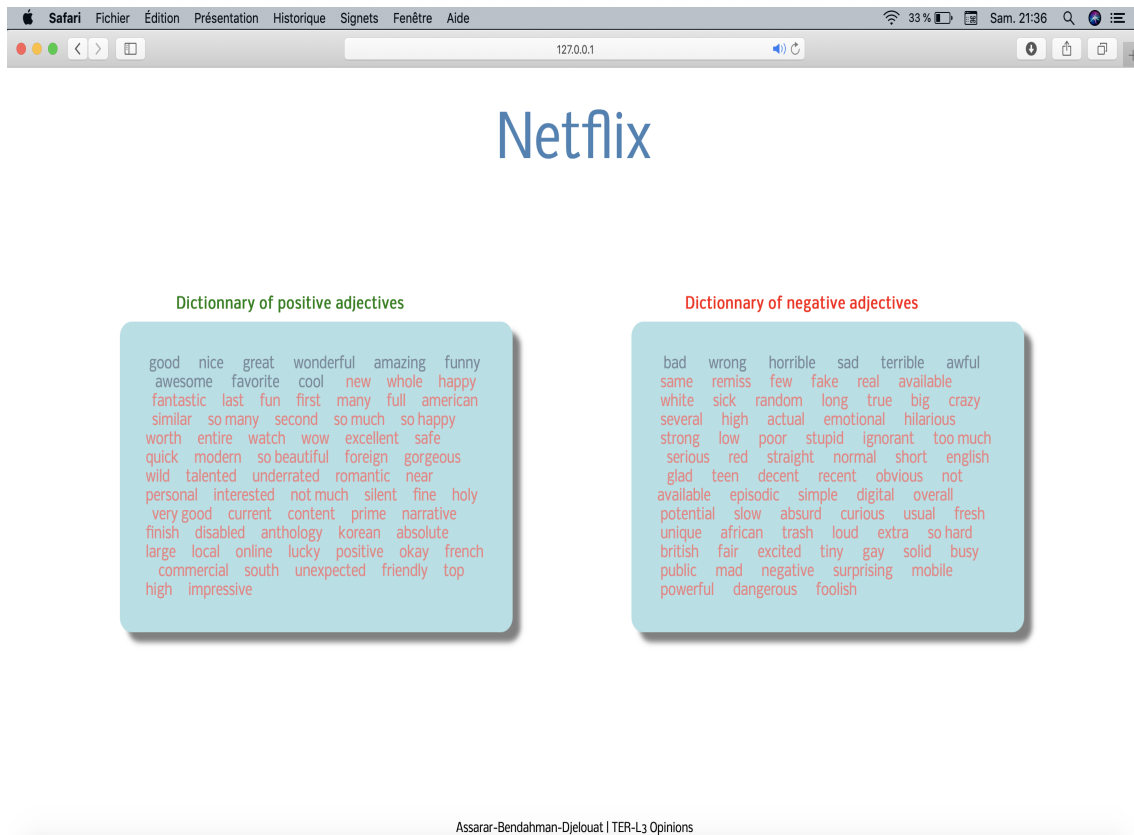 Safari Fichier Édition Présentation Historique Signets Fenêtre Aide 33 % Sam. 21:36
127.0.0.1
Netflix
Dictionnary of positive adjectives
good nice great wonderful amazing funny
awesome favorite cool new whole happy
fantastic last fun first many full american
similar so many second so much so happy
worth entire watch wow excellent safe
quick modern so beautiful foreign gorgeous
wild talented underrated romantic near
personal interested not much silent fine holy
very good current content prime narrative
finish disabled anthology korean absolute
large local online lucky positive okay french
commercial south unexpected friendly top
high impressive
Dictionnary of negative adjectives
bad wrong horrible sad terrible awful
same remiss few fake real available
white sick random long true big crazy
several high actual emotional hilarious
strong low poor stupid ignorant too much
serious red straight normal short english
glad teen decent recent obvious not
available episodic simple digital overall
potential slow absurd curious usual fresh
unique african trash loud extra so hard
british fair excited tiny gay solid busy
public mad negative surprising mobile
powerful dangerous foolish
Assarar-Bendahman-Djelouat | TER-L3 Opinions